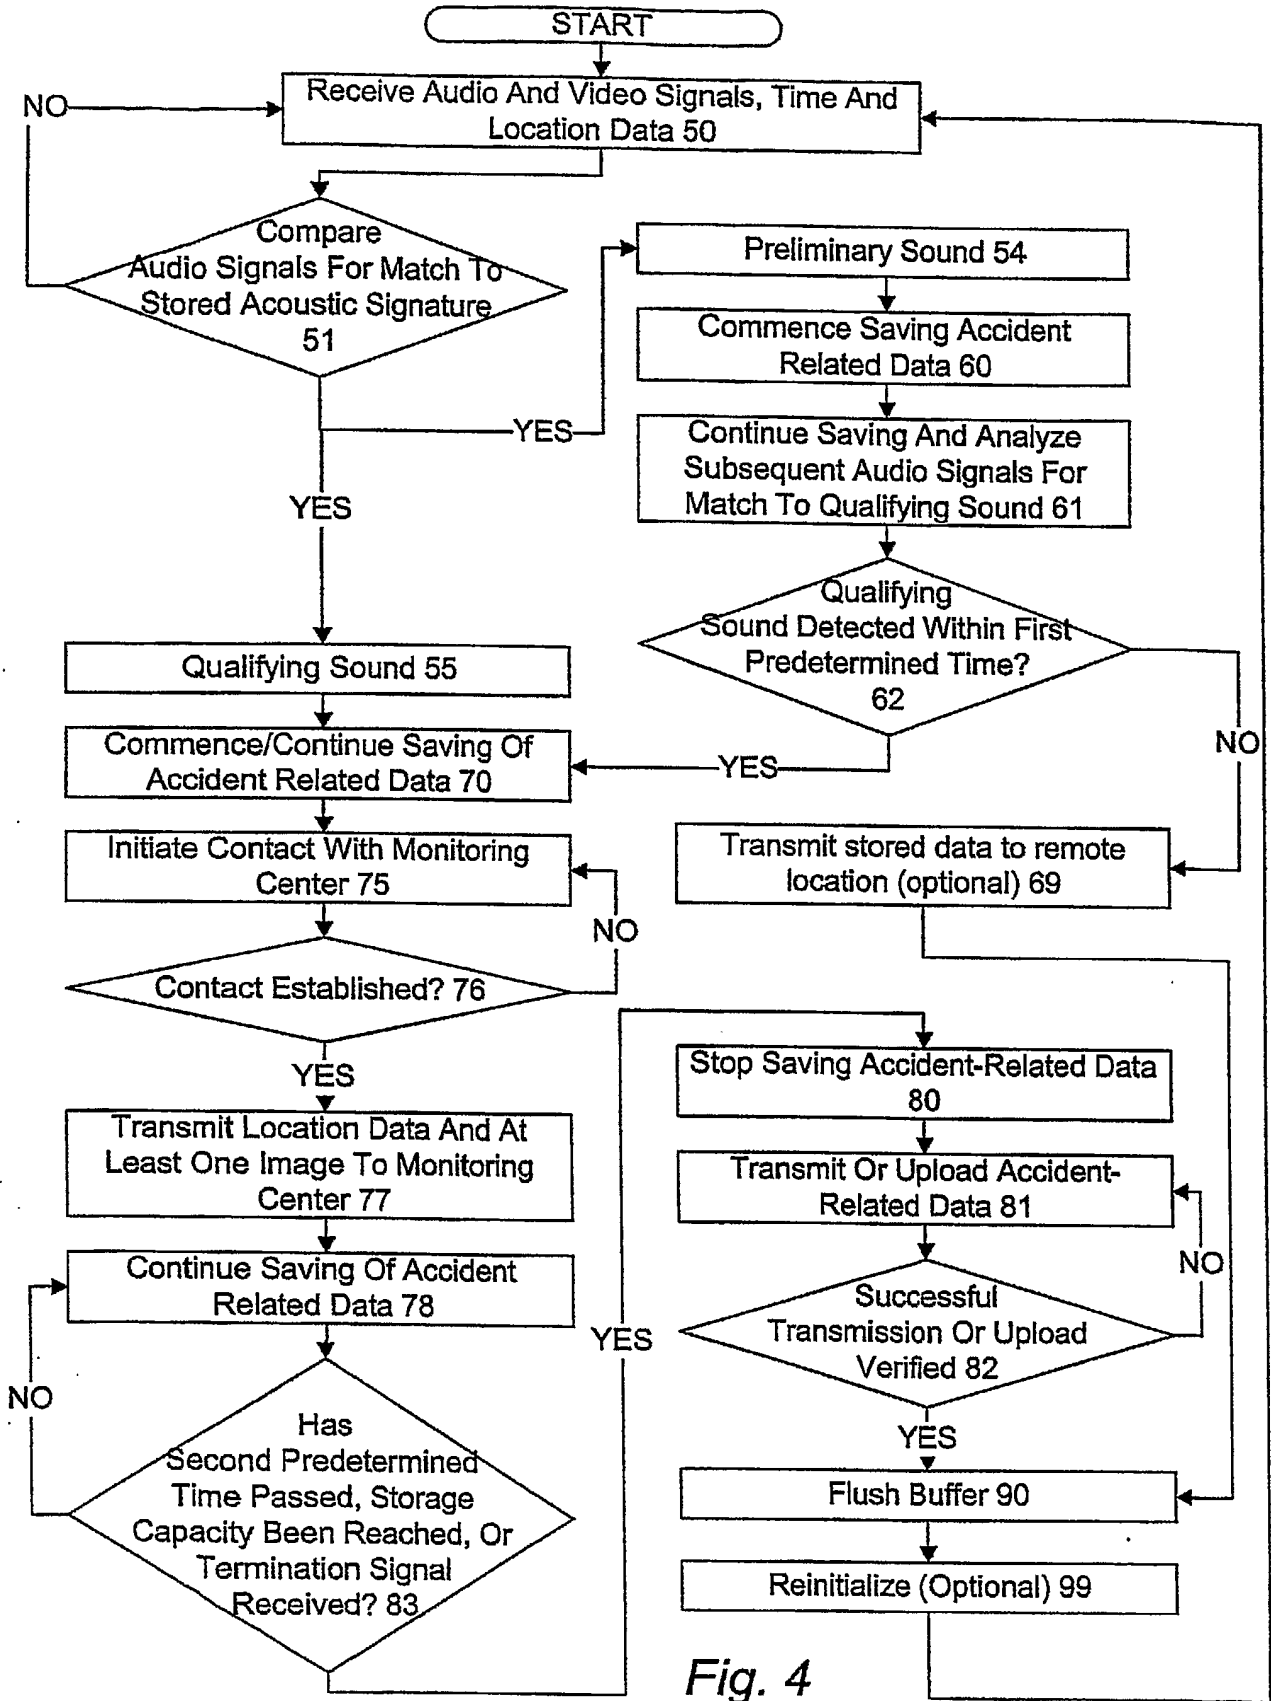 START
Receive Audio And Video Signals, Time And
Location Data 50
NO
Compare
Audio Signals For Match To
Stored Acoustic Signature
51
YES
YES
Preliminary Sound 54
Commence Saving Accident
Related Data 60
Continue Saving And Analyze
Subsequent Audio Signals For
Match To Qualifying Sound 61
Qualifying
Sound Detected Within First
Predetermined Time?
62
YES
NO
Qualifying Sound 55
Commence/Continue Saving Of
Accident Related Data 70
Initiate Contact With Monitoring
Center 75
NO
Contact Established? 76
YES
Transmit Location Data And At
Least One Image To Monitoring
Center 77
Continue Saving Of Accident
Related Data 78
NO
Has
Second Predetermined
Time Passed, Storage
Capacity Been Reached, Or
Termination Signal
Received? 83
YES
Transmit stored data to remote
location (optional) 69
Stop Saving Accident-Related Data
80
Transmit Or Upload Accident-
Related Data 81
NO
Successful
Transmission Or Upload
Verified 82
YES
Flush Buffer 90
Reinitialize (Optional) 99
Fig. 4